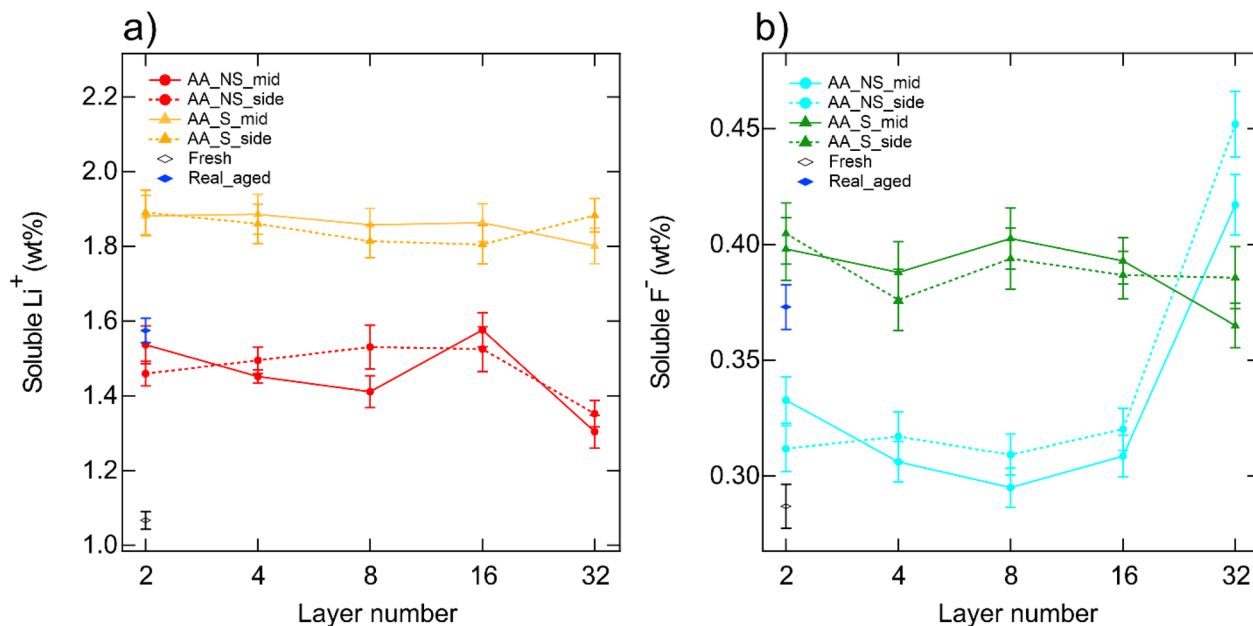 a)
Soluble Li⁺ (wt%)
2.2
2.0
1.8
1.6
1.4
1.2
1.0
AA_NS_mid
AA_NS_side
AA_S_mid
AA_S_side
Fresh
Real_aged
2 4 8 16 32
Layer number
b)
Soluble F⁻ (wt%)
0.45
0.40
0.35
0.30
AA_NS_mid
AA_NS_side
AA_S_mid
AA_S_side
Fresh
Real_aged
2 4 8 16 32
Layer number